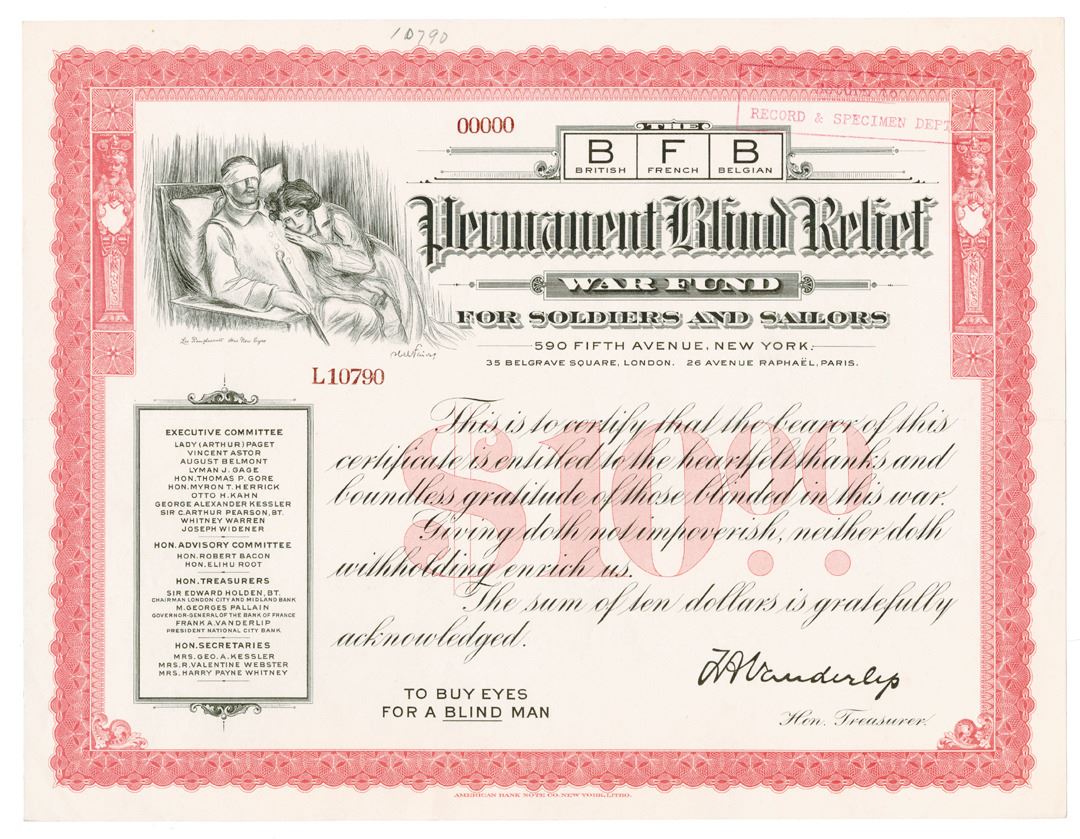 10790
RECORD & SPECIMEN DEPT
00000
THE
B F B
BRITISH FRENCH BELGIAN
Permanent Blind Relief
WAR FUND
FOR SOLDIERS AND SAILORS
590 FIFTH AVENUE, NEW YORK.
35 BELGRAVE SQUARE, LONDON. 26 AVENUE RAPHAËL, PARIS.
L10790
EXECUTIVE COMMITTEE
LADY (ARTHUR) PAGET
VINCENT ASTOR
AUGUST BELMONT
LYMAN J. GAGE
HON. THOMAS P. GORE
HON. MYRON T. HERRICK
OTTO H. KAHN
GEORGE ALEXANDER KESSLER
SIR C. ARTHUR PEARSON, BT.
WHITNEY WARREN
JOSEPH WIDENER
HON. ADVISORY COMMITTEE
HON. ROBERT BACON
HON. ELIHU ROOT
HON. TREASURERS
SIR EDWARD HOLDEN, BT.
CHAIRMAN LONDON CITY AND MIDLAND BANK
M. GEORGES PALLAIN
GOVERNOR-GENERAL OF THE BANK OF FRANCE
FRANK A. VANDERLIP
PRESIDENT NATIONAL CITY BANK
HON. SECRETARIES
MRS. GEO. A. KESSLER
MRS. R. VALENTINE WEBSTER
MRS. HARRY PAYNE WHITNEY
$10.00
This is to certify that the bearer of this
certificate is entitled to the heartfelt thanks and
boundless gratitude of those blinded in this war.
Giving doth not impoverish, neither doth
withholding enrich us.
The sum of ten dollars is gratefully
acknowledged.
TO BUY EYES
FOR A BLIND MAN
F A Vanderlip
Hon. Treasurer.
AMERICAN BANK NOTE CO. NEW YORK, LITHO.